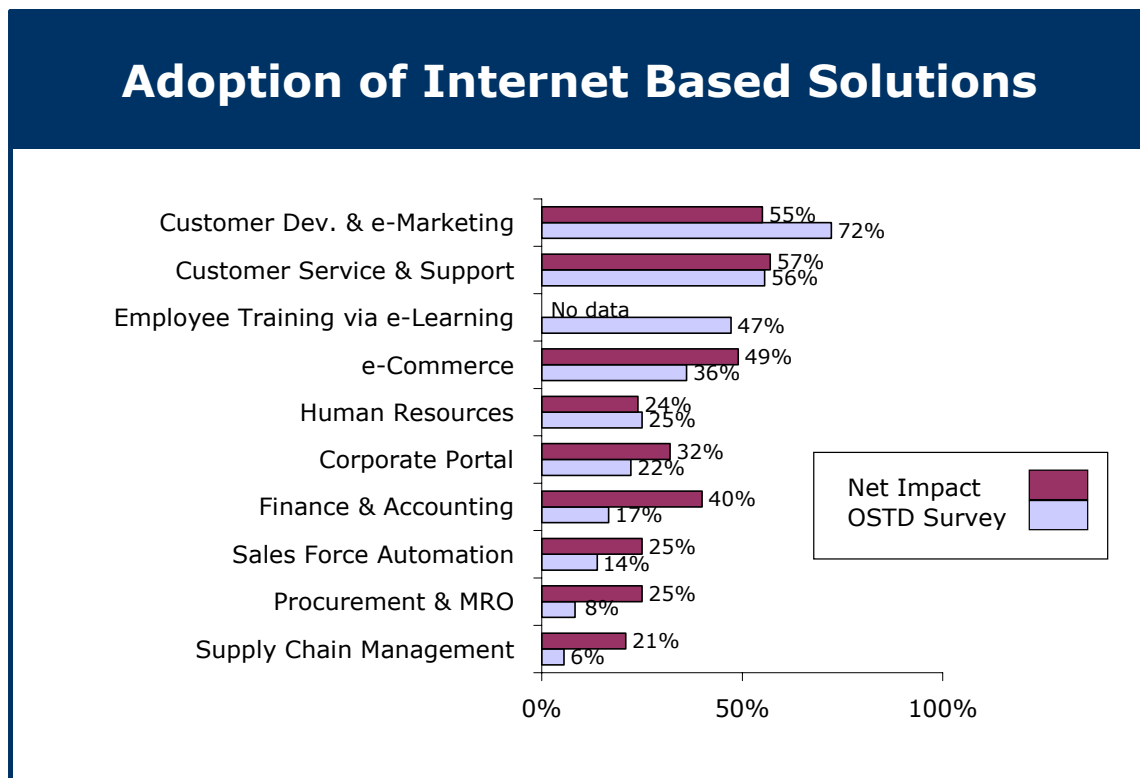 Adoption of Internet Based Solutions
Customer Dev. & e-Marketing
55%
72%
Customer Service & Support
57%
56%
Employee Training via e-Learning
No data
47%
e-Commerce
49%
36%
Human Resources
24%
25%
Corporate Portal
32%
22%
Finance & Accounting
40%
17%
Sales Force Automation
25%
14%
Procurement & MRO
25%
8%
Supply Chain Management
21%
6%
0%
50%
100%
Net Impact
OSTD Survey